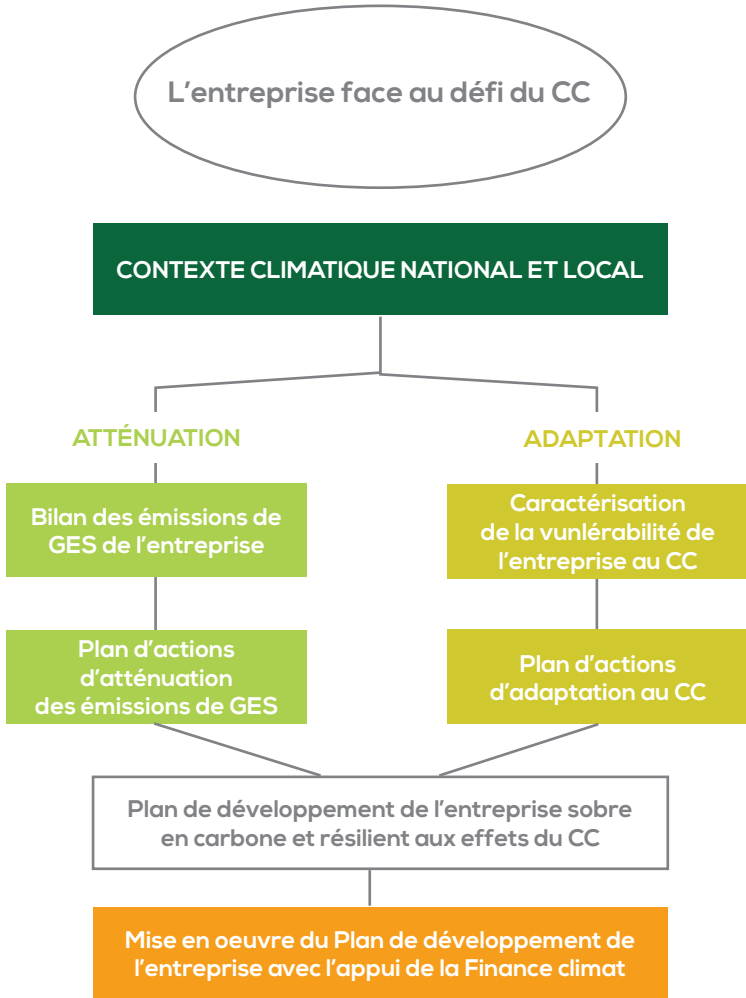 L'entreprise face au défi du CC
CONTEXTE CLIMATIQUE NATIONAL ET LOCAL
ATTÉNUATION
Bilan des émissions de
GES de l'entreprise
Plan d'actions
d'atténuation
des émissions de GES
ADAPTATION
Caractérisation
de la vunlérabilité de
l'entreprise au CC
Plan d'actions
d'adaptation au CC
Plan de développement de l'entreprise sobre
en carbone et résilient aux effets du CC
Mise en oeuvre du Plan de développement de
l'entreprise avec l'appui de la Finance climat